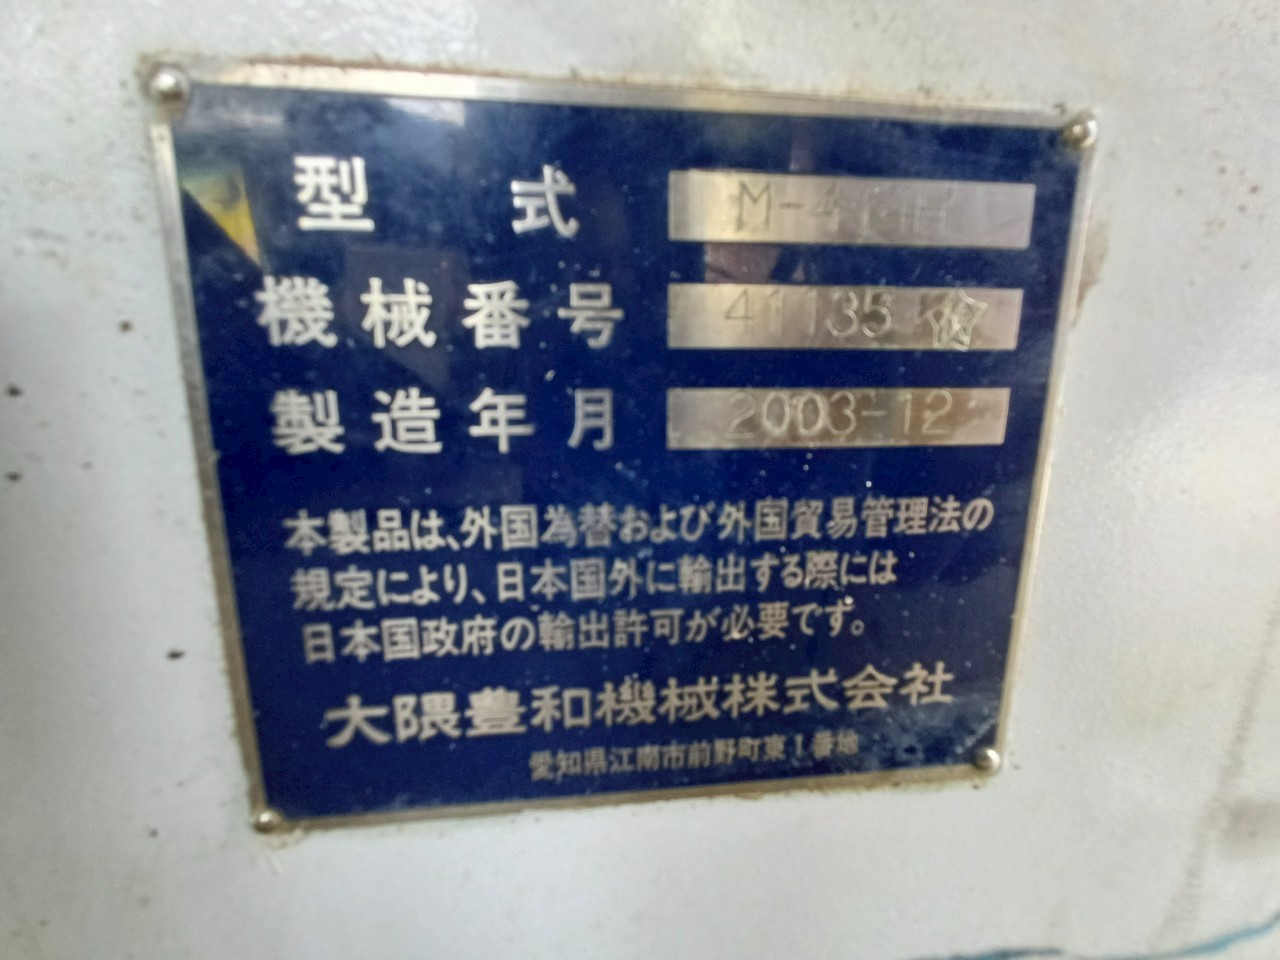 型式 M-
機械番号 41135
製造年月 2003-12
本製品は、外国為替および外国貿易管理法の
規定により、日本国外に輸出する際には
日本国政府の輸出許可が必要です。
大隈豊和機械株式会社
愛知県江南市前野町東1番地